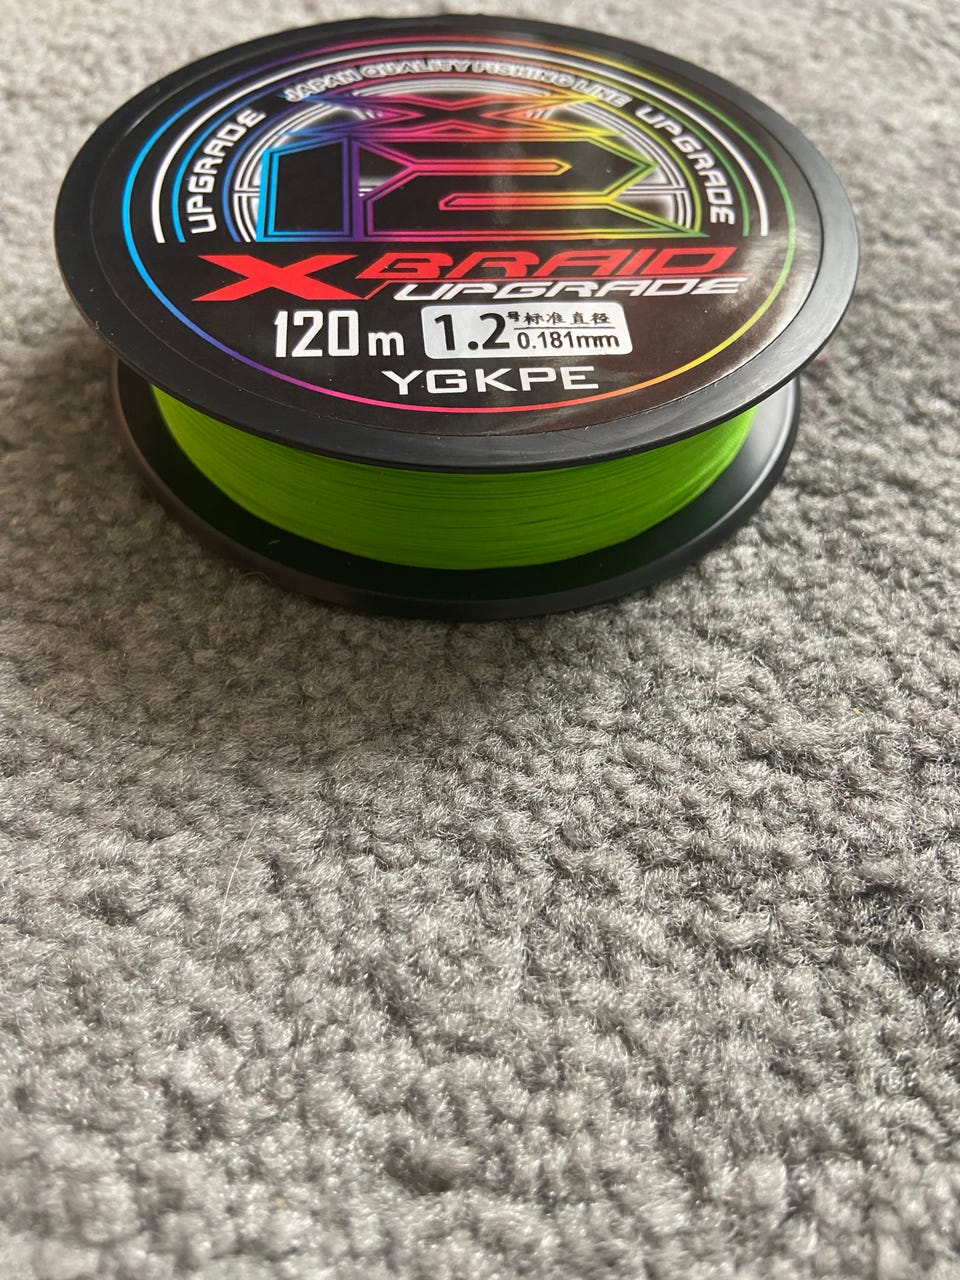 JAPAN QUALITY FISHING LINE
UPGRADE
UPGRADE
X
12
X BRAID
UPGRADE
120m
1.2号 标准直径
0.181mm
YGKPE